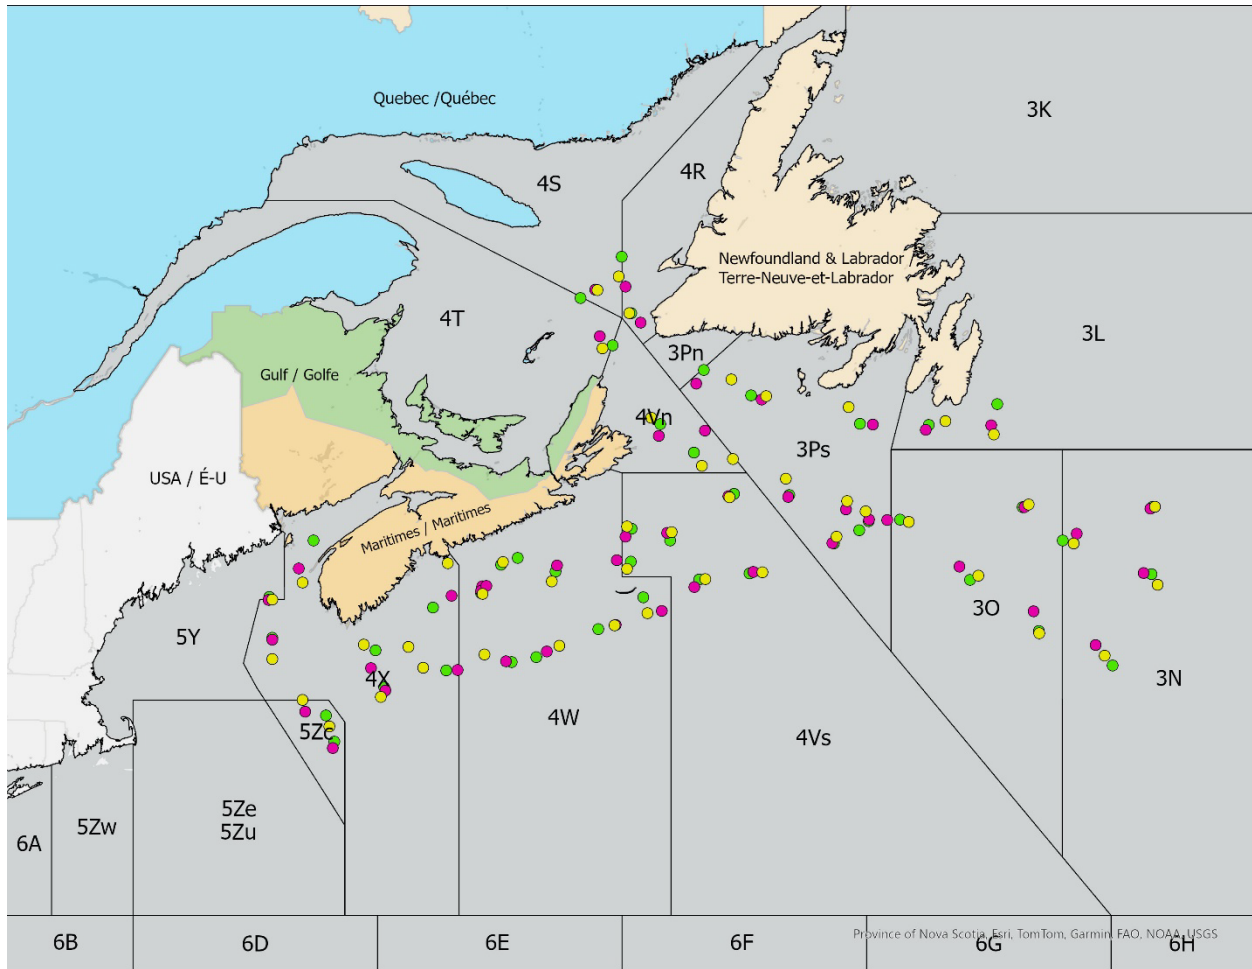 Quebec /Québec
3K
4R
4S
Newfoundland & Labrador /
Terre-Neuve-et-Labrador
4T
3L
3Pn
Gulf / Golfe
4Vn
3Ps
USA / É-U
Maritimes / Maritimes
3O
5Y
4X
3N
4W
5Zc
4Vs
5Ze
5Zu
5Zw
6A
6B
6D
6E
6F
6G
6H
Province of Nova Scotia, Esri, TomTom, Garmin, FAO, NOAA, USGS